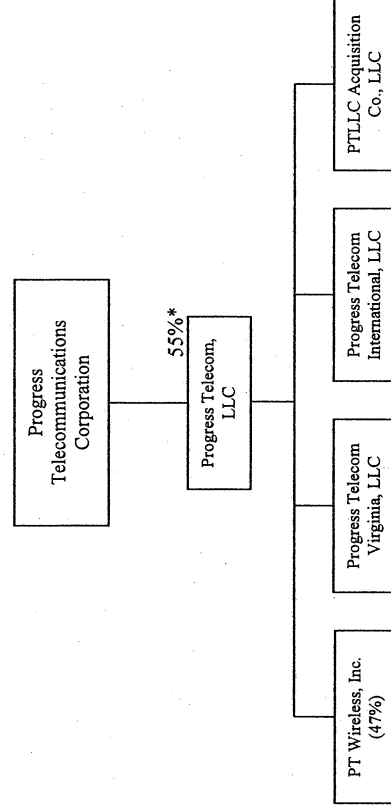 Progress
Telecommunications
Corporation
55%*
Progress Telecom,
LLC
PT Wireless, Inc.
(47%)
Progress Telecom
Virginia, LLC
Progress Telecom
International, LLC
PTLLC Acquisition
Co., LLC